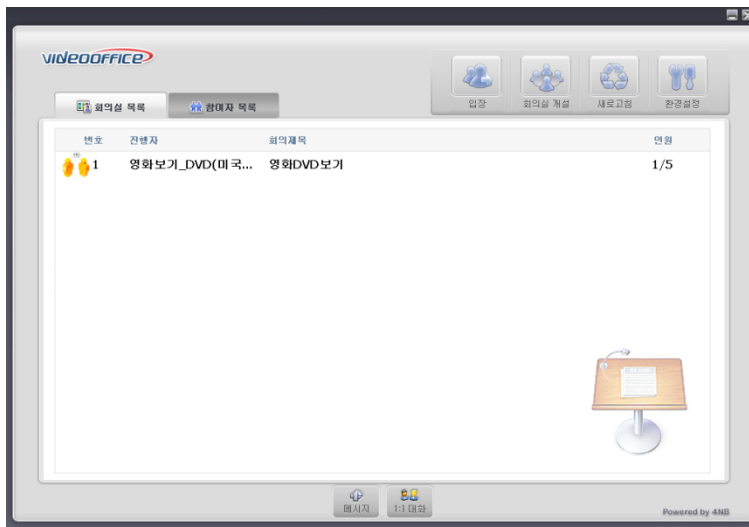 VIDEOOFFICE
입장 회의실 개설 새로고침 환경설정
회의실 목록 참여자 목록
번호 진행자 회의제목 인원
1 영화보기_DVD(미국... 영화DVD보기 1/5
메시지 1:1 대화
Powered by 4NB